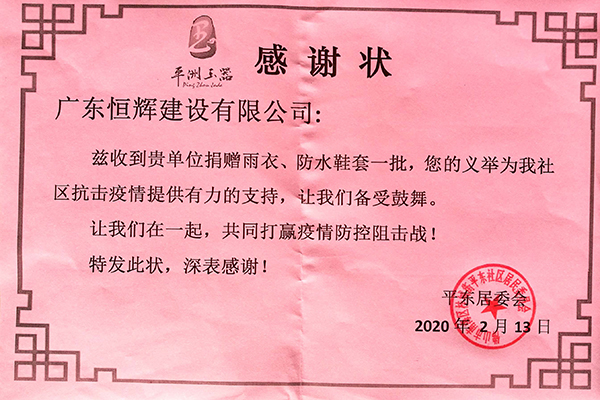 平洲玉器
Ping Zhou Jade
感谢状
广东恒辉建设有限公司:
兹收到贵单位捐赠雨衣、防水鞋套一批，您的义举为我社
区抗击疫情提供有力的支持，让我们备受鼓舞。
让我们在一起，共同打赢疫情防控阻击战！
特发此状，深表感谢！
平东居委会
2020 年 2 月 13 日